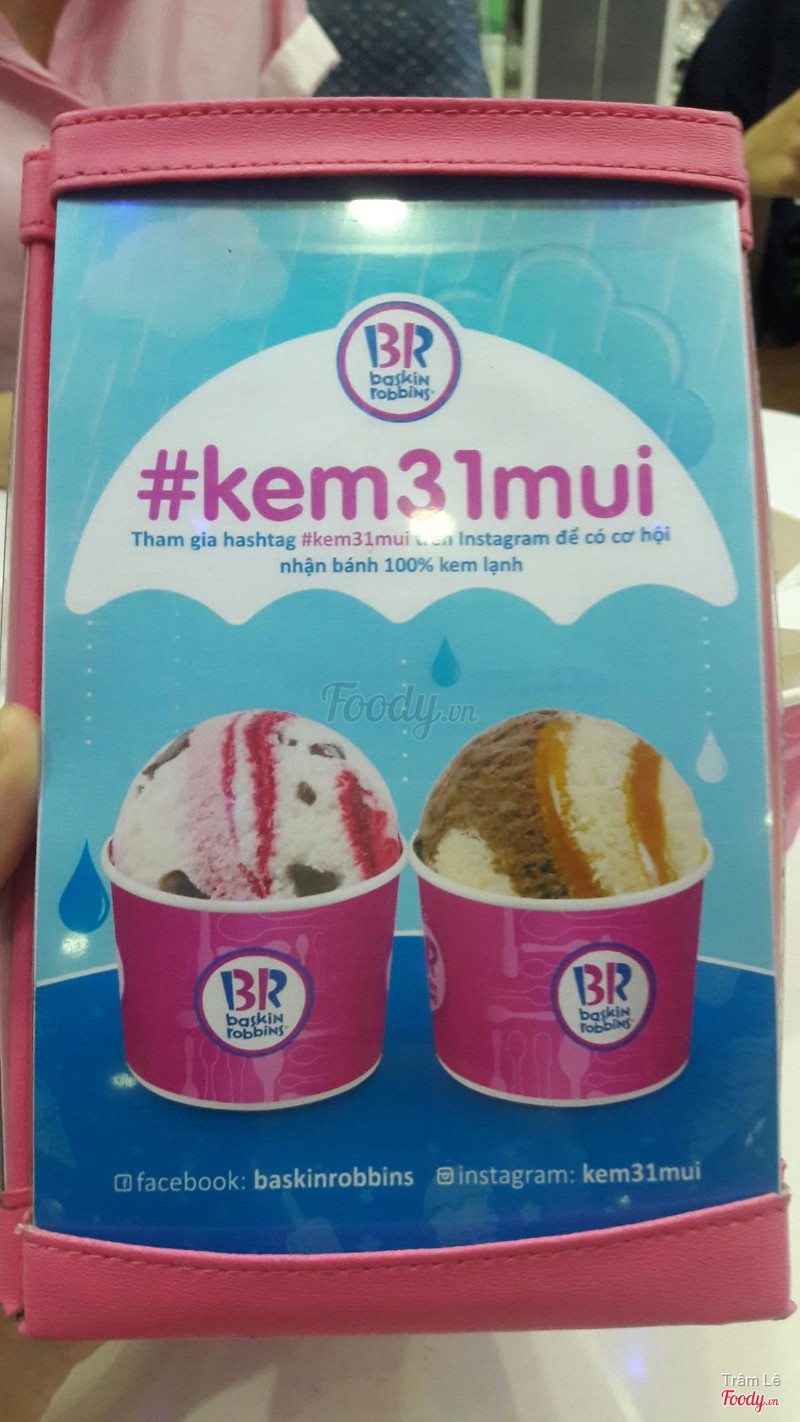 BR
baskin
robbins
#kem31mui
Tham gia hashtag #kem31mui trên Instagram để có cơ hội
nhận bánh 100% kem lạnh
Foody.vn
BR
baskin
robbins
BR
baskin
robbins
facebook: baskinrobbins instagram: kem31mui
Trâm Lê
Foody.vn